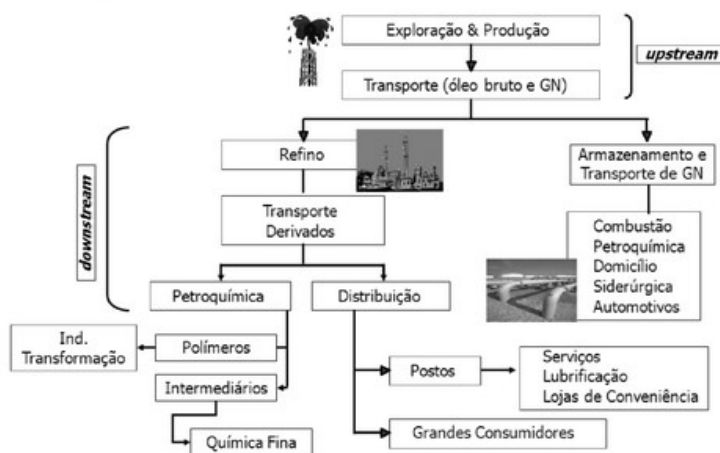 Exploração & Produção
upstream
Transporte (óleo bruto e GN)
Refino
Armazenamento e
Transporte de GN
downstream
Transporte
Derivados
Combustão
Petroquímica
Domicílio
Siderúrgica
Automotivos
Petroquímica
Distribuição
Ind.
Transformação
Polímeros
Intermediários
Química Fina
Postos
Serviços
Lubrificação
Lojas de Conveniência
Grandes Consumidores